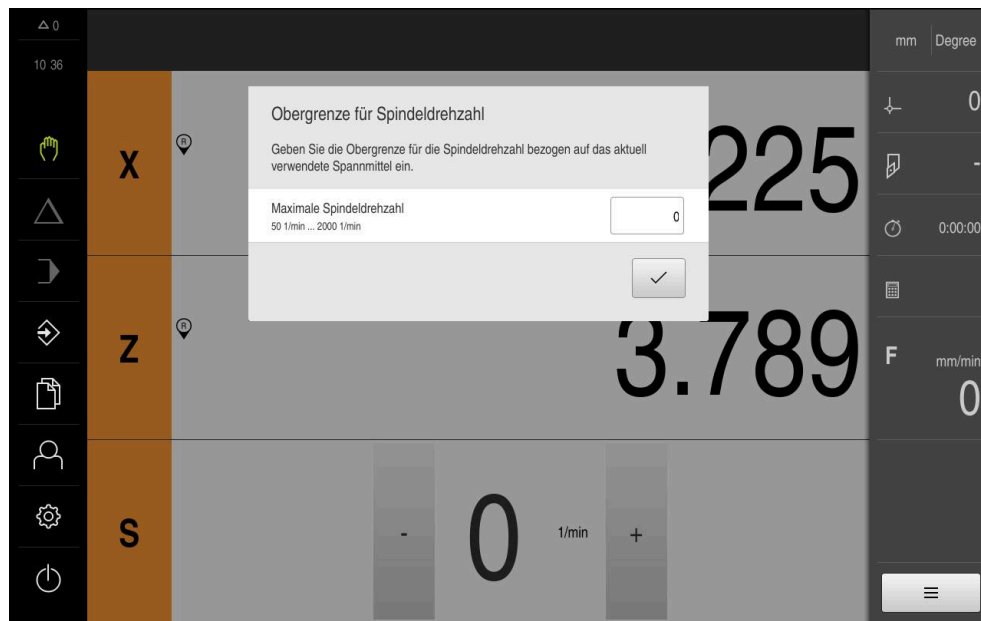 0
mm
Degree
10 36
0
X
R
225
Obergrenze für Spindeldrehzahl
Geben Sie die Obergrenze für die Spindeldrehzahl bezogen auf das aktuell
verwendete Spannmittel ein.
Maximale Spindeldrehzahl
50 1/min ... 2000 1/min
0
-
0:00:00
Z
R
3.789
F
mm/min
0
S
-
0
1/min
+